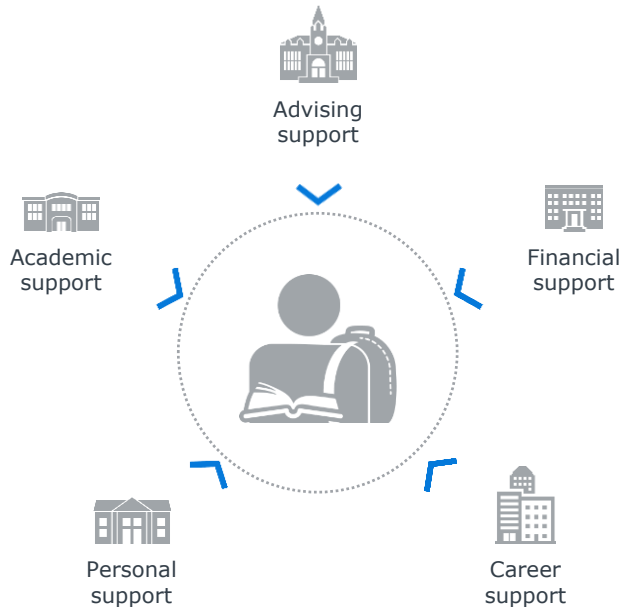 Advising
support
Academic
support
Financial
support
Personal
support
Career
support